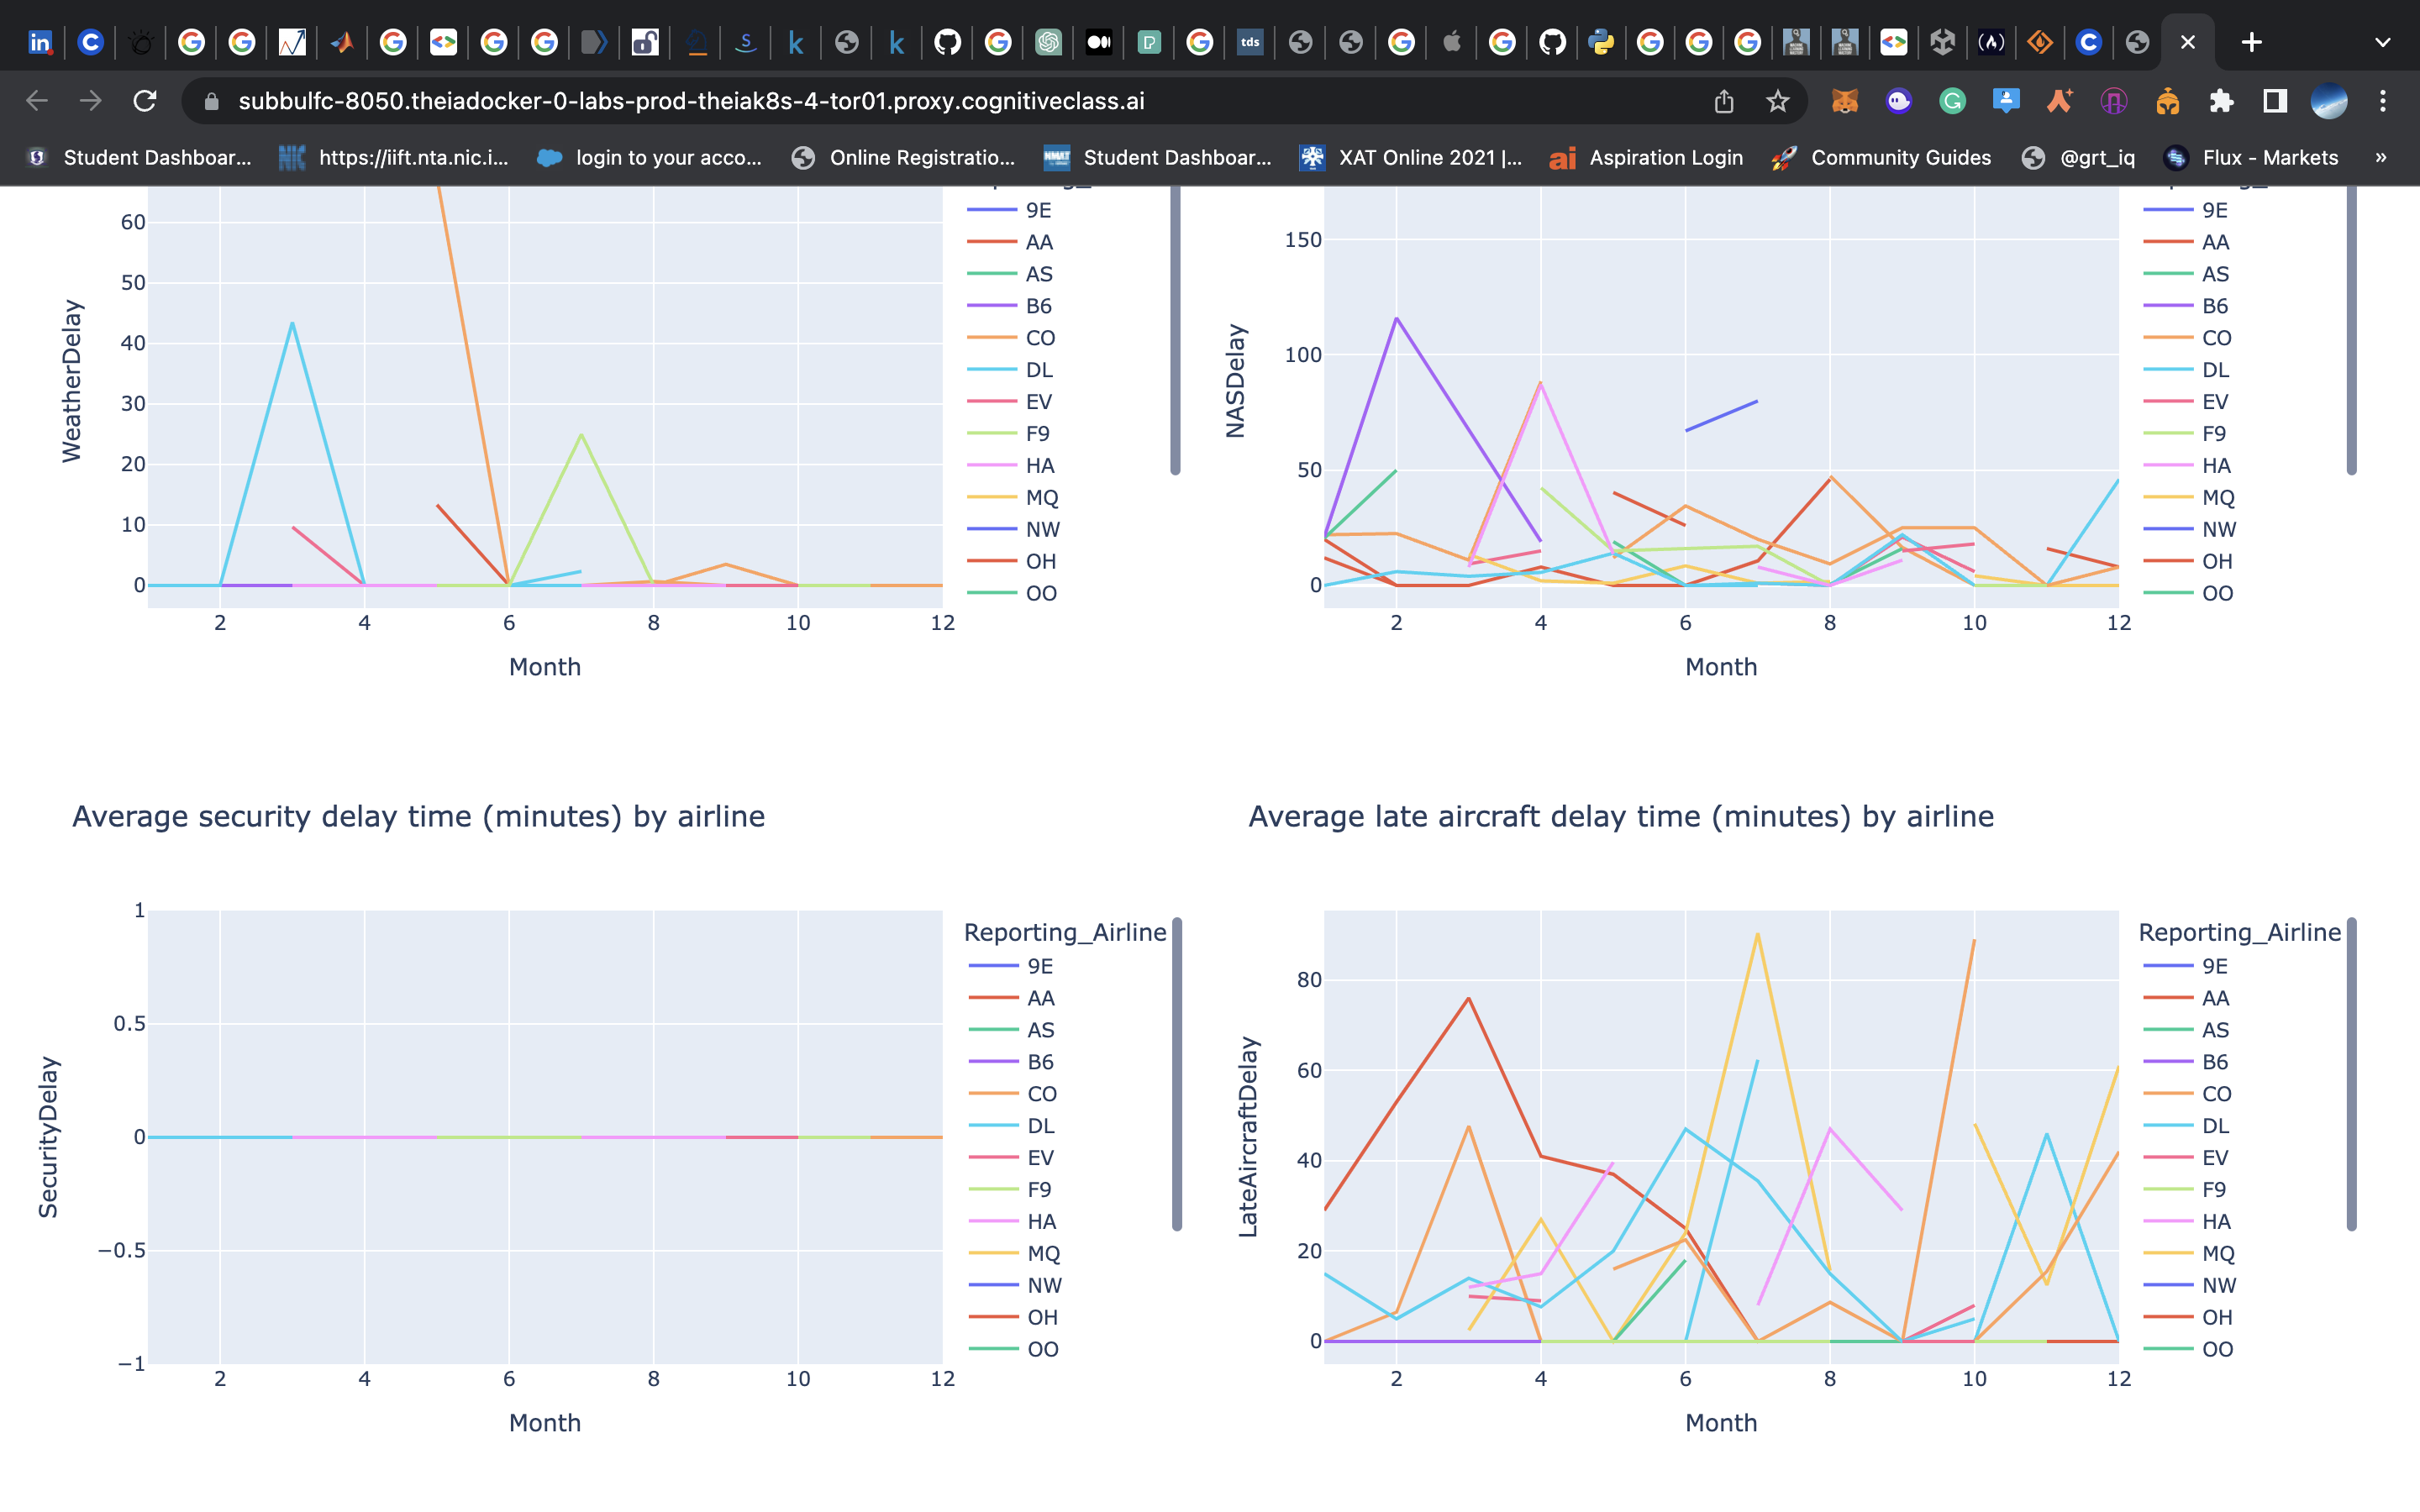 in
C
G
G
G
G
G
S
k
k
G
P
G
tds
G
G
G
G
G
C
subbulfc-8050.theiadocker-0-labs-prod-theiak8s-4-tor01.proxy.cognitiveclass.ai
Student Dashboar...
https://iift.nta.nic.i...
login to your acco...
Online Registratio...
NMAT Student Dashboar...
XAT Online 2021 |...
ai Aspiration Login
Community Guides
@grt_iq
Flux - Markets
»
WeatherDelay
60
50
40
30
20
10
0
2 4 6 8 10 12
Month
9E
AA
AS
B6
CO
DL
EV
F9
HA
MQ
NW
OH
OO
NASDelay
150
100
50
0
2 4 6 8 10 12
Month
9E
AA
AS
B6
CO
DL
EV
F9
HA
MQ
NW
OH
OO
Average security delay time (minutes) by airline
SecurityDelay
1
0.5
0
−0.5
−1
2 4 6 8 10 12
Month
Reporting_Airline
9E
AA
AS
B6
CO
DL
EV
F9
HA
MQ
NW
OH
OO
Average late aircraft delay time (minutes) by airline
LateAircraftDelay
80
60
40
20
0
2 4 6 8 10 12
Month
Reporting_Airline
9E
AA
AS
B6
CO
DL
EV
F9
HA
MQ
NW
OH
OO